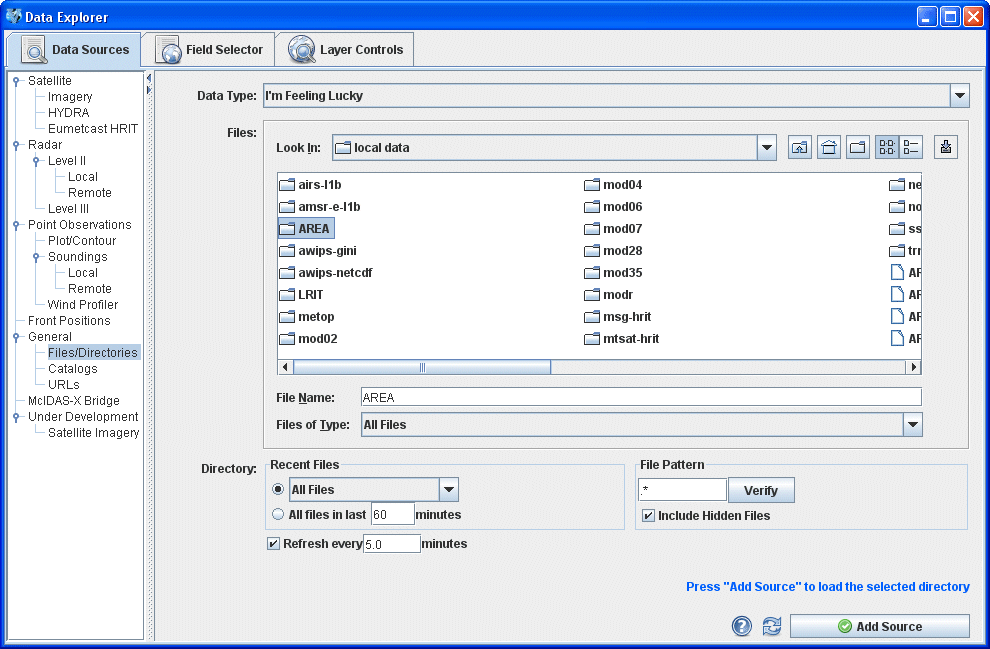 Data Explorer
Data Sources
Field Selector
Layer Controls
Satellite
Imagery
HYDRA
Eumetcast HRIT
Radar
Level II
Local
Remote
Level III
Point Observations
Plot/Contour
Soundings
Local
Remote
Wind Profiler
Front Positions
General
Files/Directories
Catalogs
URLs
McIDAS-X Bridge
Under Development
Satellite Imagery
Data Type: I'm Feeling Lucky
Files:
Look In: local data
airs-l1b
amsr-e-l1b
AREA
awips-gini
awips-netcdf
LRIT
metop
mod02
mod04
mod06
mod07
mod28
mod35
modr
msg-hrit
mtsat-hrit
ne
no
ss
trr
AF
AF
AF
AF
File Name: AREA
Files of Type: All Files
Directory:
Recent Files
All Files
All files in last 60 minutes
Refresh every 5.0 minutes
File Pattern
.* Verify
Include Hidden Files
Press "Add Source" to load the selected directory
Add Source